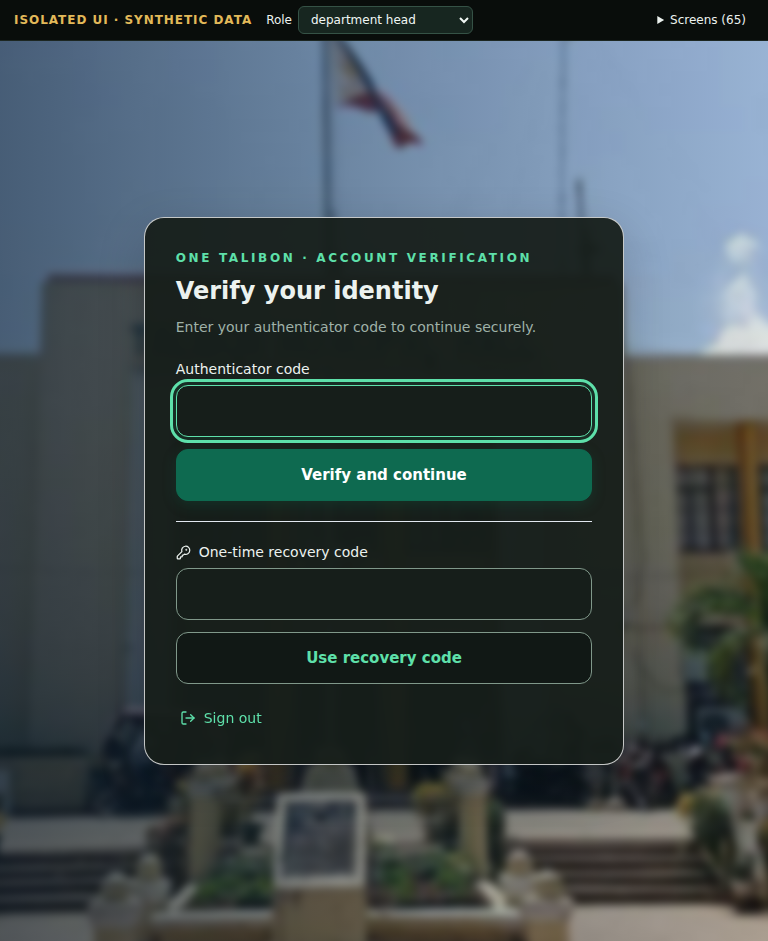 ISOLATED UI · SYNTHETIC DATA Role department head Screens (65)
ONE TALIBON · ACCOUNT VERIFICATION
Verify your identity
Enter your authenticator code to continue securely.
Authenticator code
Verify and continue
One-time recovery code
Use recovery code
Sign out